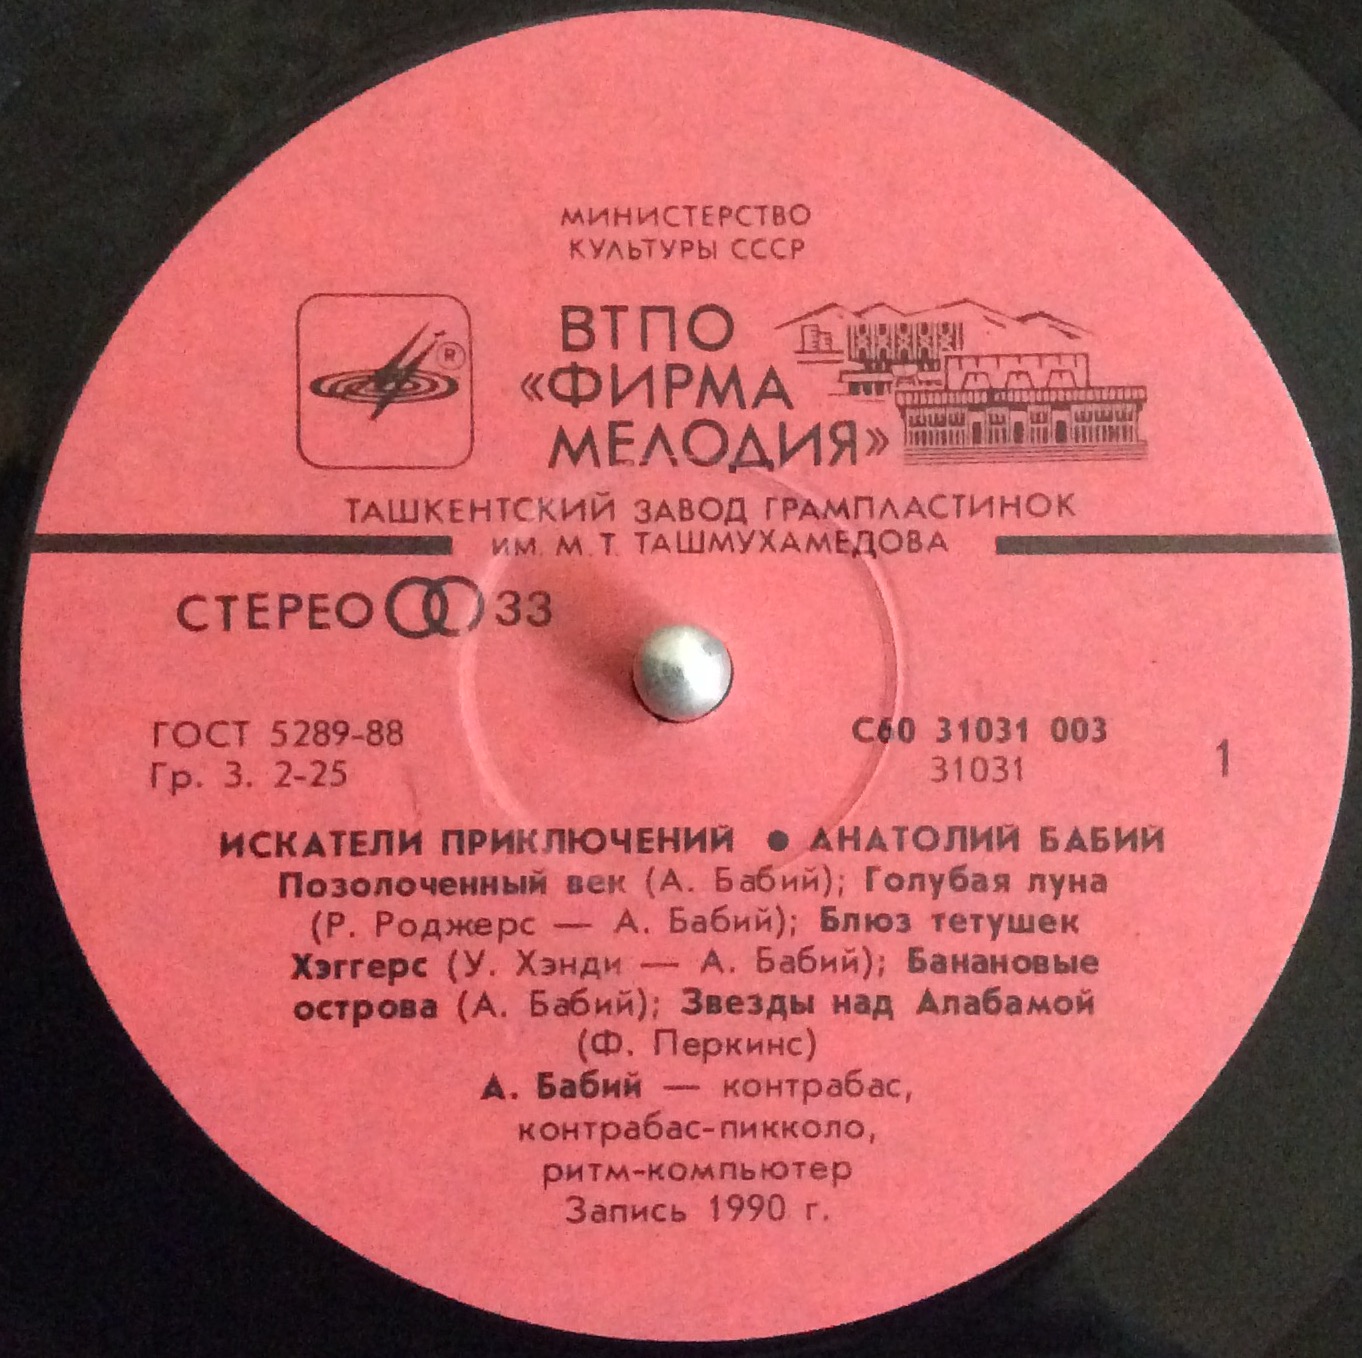 МИНИСТЕРСТВО
КУЛЬТУРЫ СССР
ВТПО
«ФИРМА
МЕЛОДИЯ»
®
ТАШКЕНТСКИЙ ЗАВОД ГРАМПЛАСТИНОК
ИМ. М. Т. ТАШМУХАМЕДОВА
СТЕРЕО 33
ГОСТ 5289-88
Гр. 3. 2-25
С60 31031 003
31031
1
ИСКАТЕЛИ ПРИКЛЮЧЕНИЙ ● АНАТОЛИЙ БАБИЙ
Позолоченный век (А. Бабий); Голубая луна
(Р. Роджерс — А. Бабий); Блюз тетушек
Хэггерс (У. Хэнди — А. Бабий); Банановые
острова (А. Бабий); Звезды над Алабамой
(Ф. Перкинс)
А. Бабий — контрабас,
контрабас-пикколо,
ритм-компьютер
Запись 1990 г.